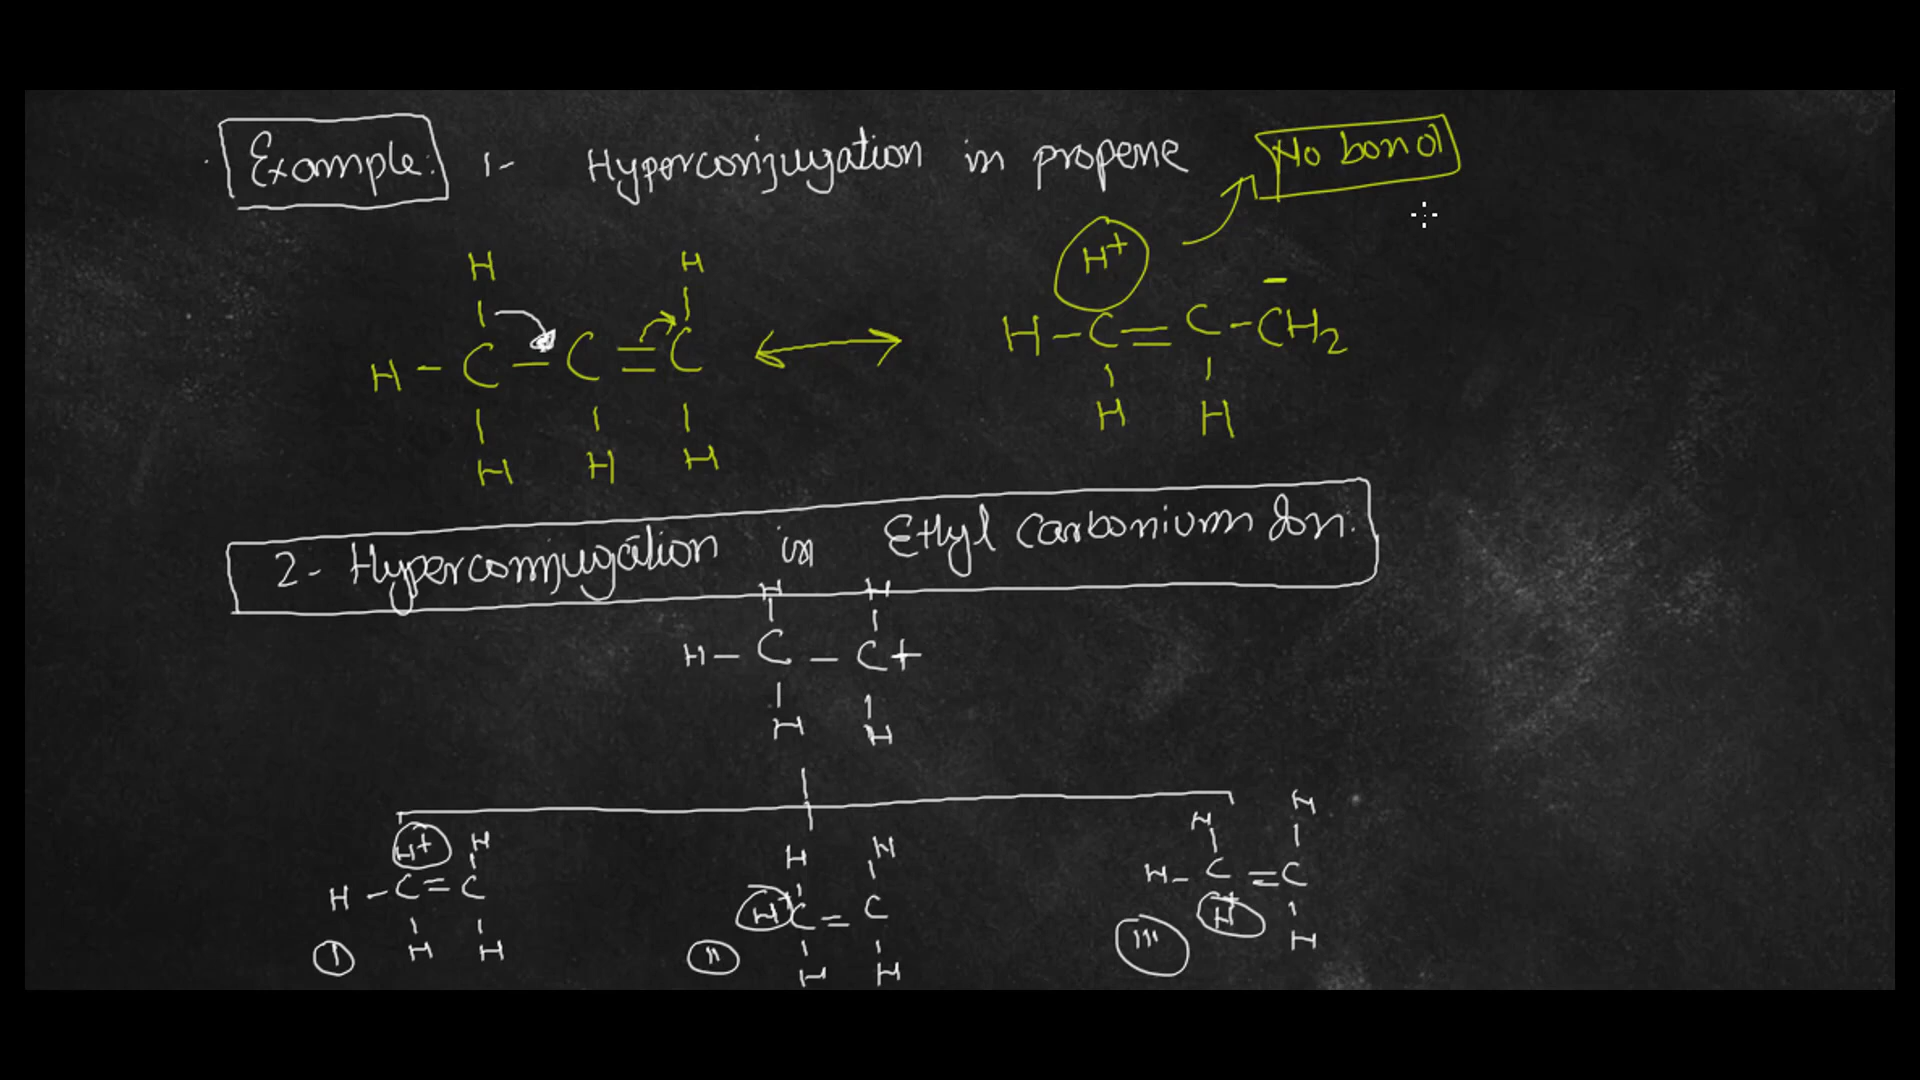 Example: 1- Hyperconjugation in propene No bond
H H H+
H - C - C = C H - C = C - CH2
H H H H H
2- Hyperconjugation in Ethyl Carbonium Ion.
H H
H - C - C+
H H
H+ H H H H H
H - C = C H+ C = C H - C = C
H+
I H H II H H III H